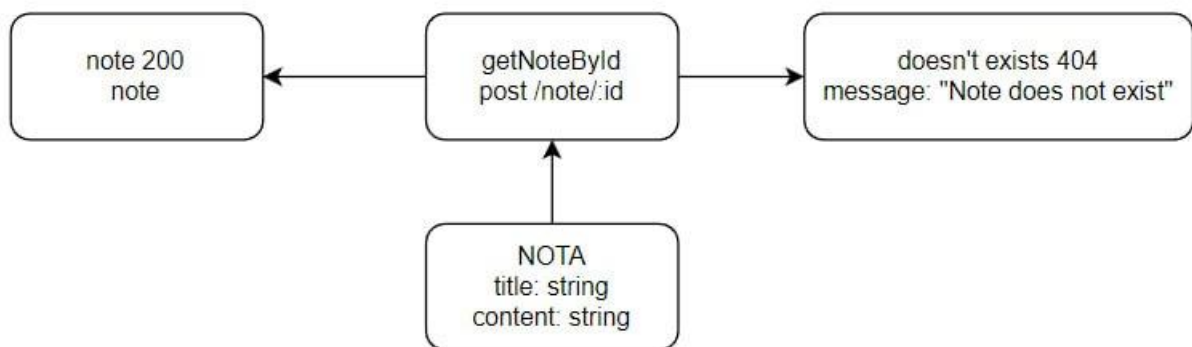 note 200
note
getNoteById
post /note/:id
doesn't exists 404
message: "Note does not exist"
NOTA
title: string
content: string